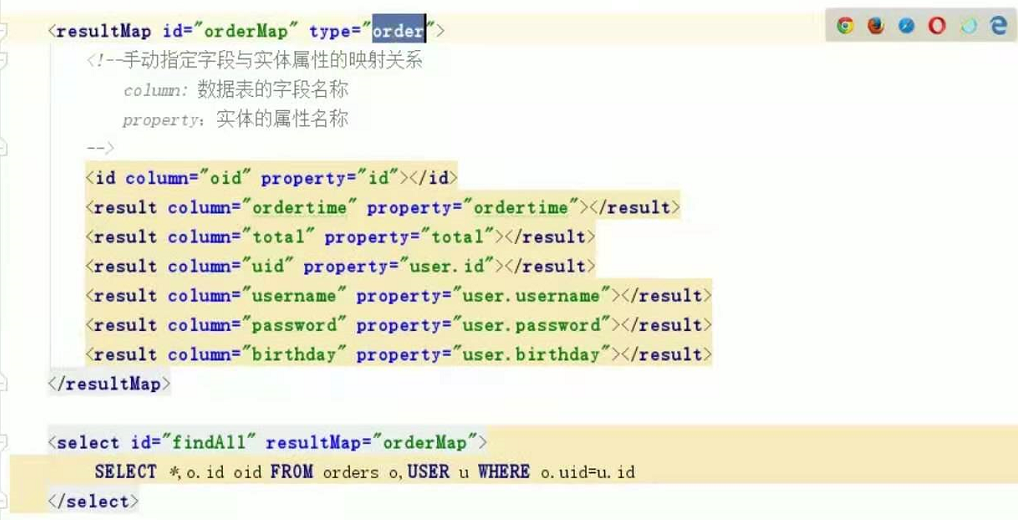 <resultMap id="orderMap" type="order">
<!--手动指定字段与实体属性的映射关系
column: 数据表的字段名称
property：实体的属性名称
-->
<id column="oid" property="id"></id>
<result column="ordertime" property="ordertime"></result>
<result column="total" property="total"></result>
<result column="uid" property="user.id"></result>
<result column="username" property="user.username"></result>
<result column="password" property="user.password"></result>
<result column="birthday" property="user.birthday"></result>
</resultMap>
<select id="findAll" resultMap="orderMap">
SELECT *,o.id oid FROM orders o,USER u WHERE o.uid=u.id
</select>